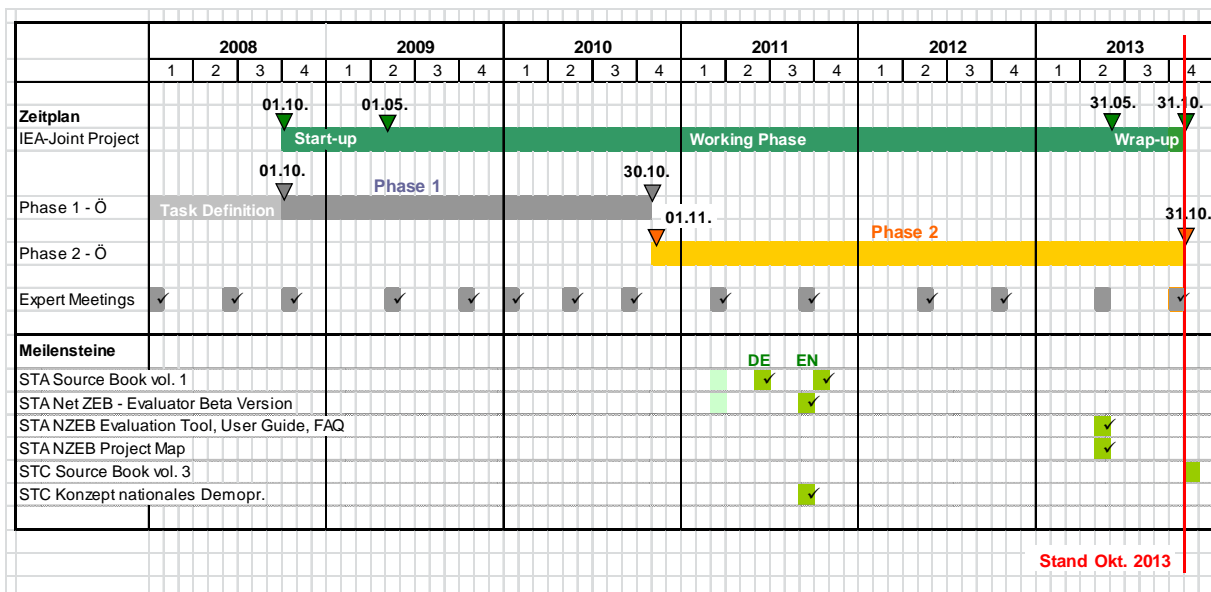 2008 2009 2010 2011 2012 2013
1 2 3 4 1 2 3 4 1 2 3 4 1 2 3 4 1 2 3 4 1 2 3 4
01.10. 01.05. 31.05. 31.10.
Zeitplan
IEA-Joint Project Start-up Working Phase Wrap-up
01.10. Phase 1 30.10.
Phase 1 - Ö Task Definition 01.11. 31.10.
Phase 2
Phase 2 - Ö
Expert Meetings
Meilensteine
DE EN
STA Source Book vol. 1
STA Net ZEB - Evaluator Beta Version
STA NZEB Evaluation Tool, User Guide, FAQ
STA NZEB Project Map
STC Source Book vol. 3
STC Konzept nationales Demopr.
Stand Okt. 2013